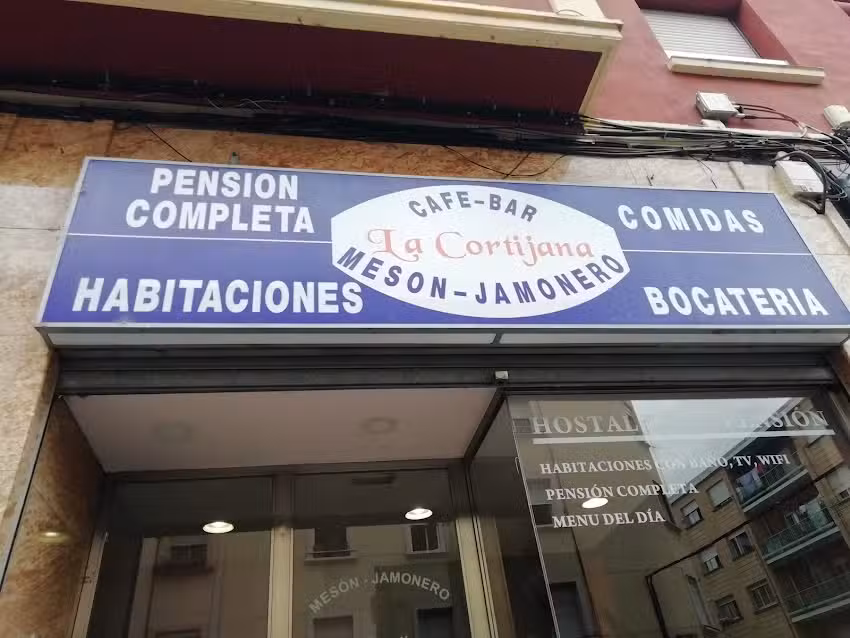 PENSION
COMPLETA
HABITACIONES
CAFE-BAR
La Cortijana
MESON-JAMONERO
COMIDAS
BOCATERIA
HOSTAL PENSIÓN
HABITACIONES CON BAÑO, TV, WIFI
PENSIÓN COMPLETA
MENU DEL DÍA
MESÓN - JAMONERO